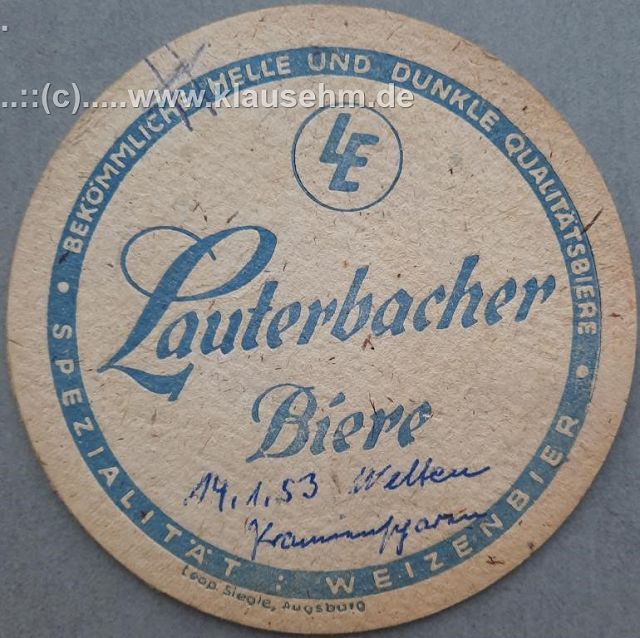 ..::(c).....www.klausehm.de
BEKÖMMLICHE HELLE UND DUNKLE QUALITÄTSBIERE
LE
Lauterbacher
Biere
14.1.53 Welten
• SPEZIALITÄT: WEIZENBIER •
Leop. Siegle, Augsburg